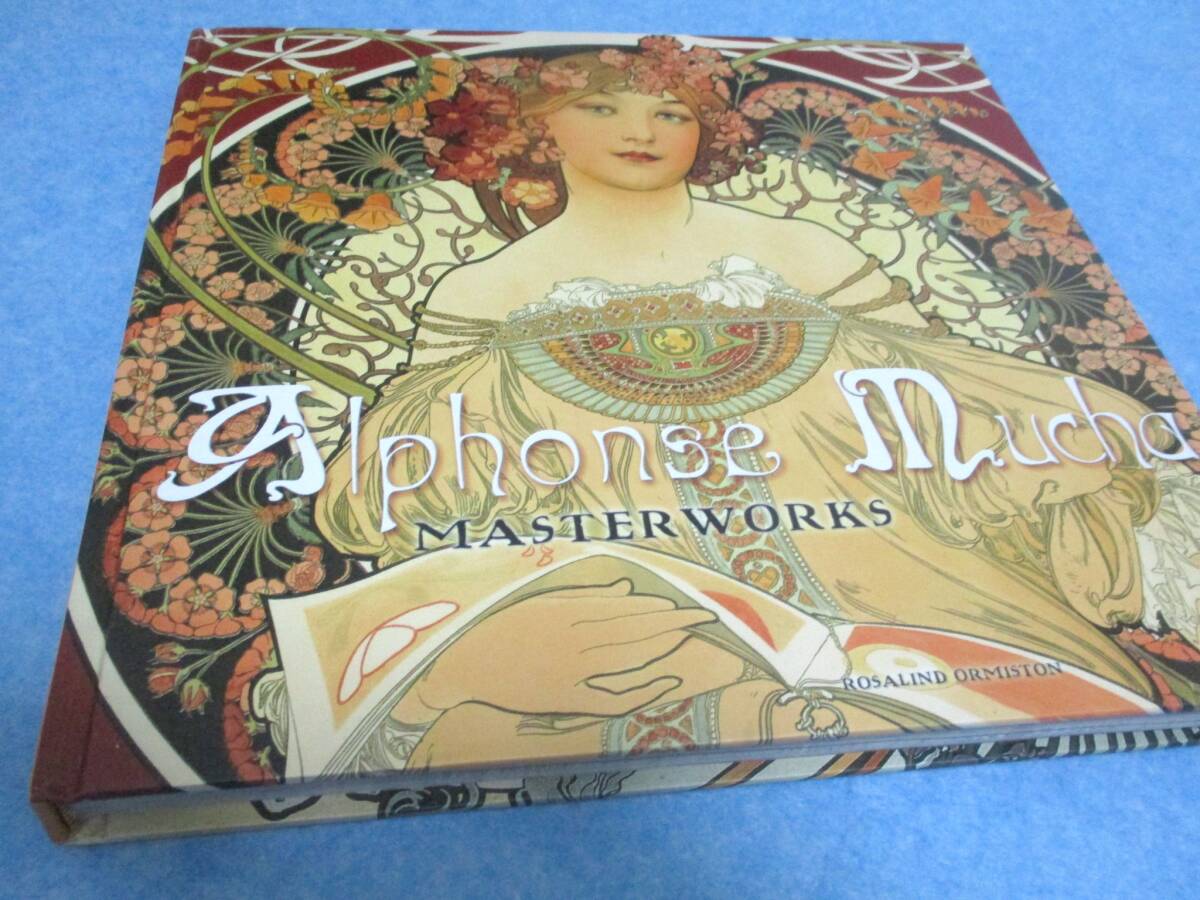 Alphonse Mucha
MASTERWORKS
ROSALIND ORMISTON